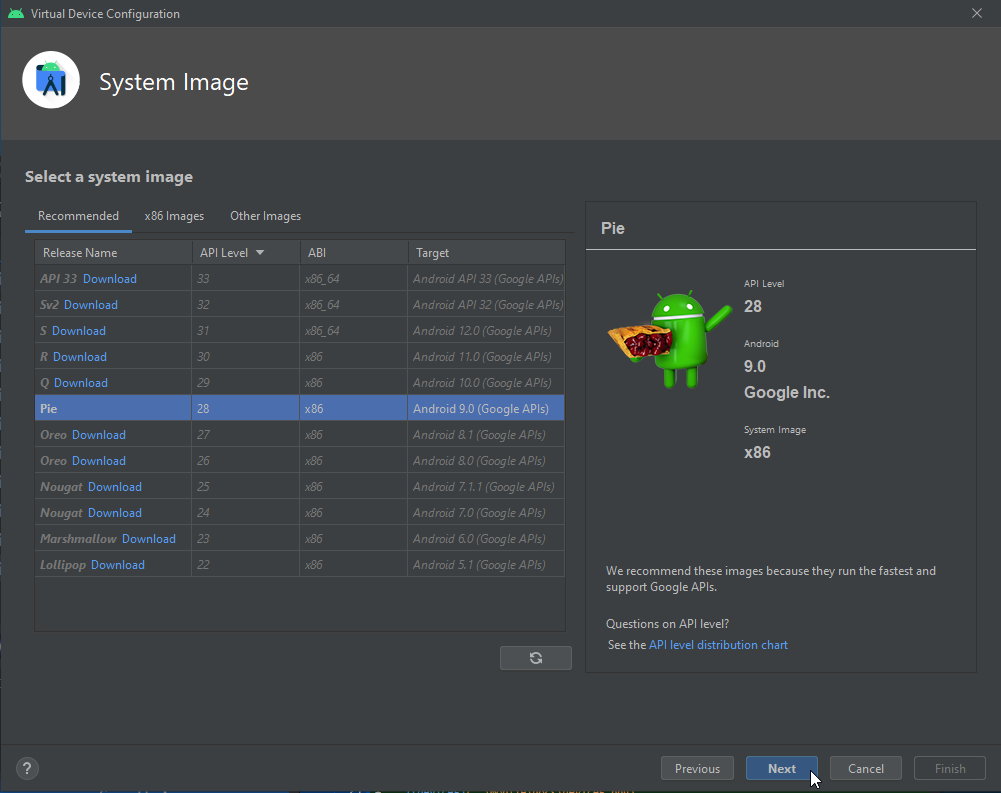 Virtual Device Configuration
System Image
Select a system image
Recommended x86 Images Other Images
Release Name API Level ABI Target
API 33 Download 33 x86_64 Android API 33 (Google APIs)
Sv2 Download 32 x86_64 Android API 32 (Google APIs)
S Download 31 x86_64 Android 12.0 (Google APIs)
R Download 30 x86 Android 11.0 (Google APIs)
Q Download 29 x86 Android 10.0 (Google APIs)
Pie 28 x86 Android 9.0 (Google APIs)
Oreo Download 27 x86 Android 8.1 (Google APIs)
Oreo Download 26 x86 Android 8.0 (Google APIs)
Nougat Download 25 x86 Android 7.1.1 (Google APIs)
Nougat Download 24 x86 Android 7.0 (Google APIs)
Marshmallow Download 23 x86 Android 6.0 (Google APIs)
Lollipop Download 22 x86 Android 5.1 (Google APIs)
Pie
API Level
28
Android
9.0
Google Inc.
System Image
x86
We recommend these images because they run the fastest and
support Google APIs.
Questions on API level?
See the API level distribution chart
? Previous Next Cancel Finish